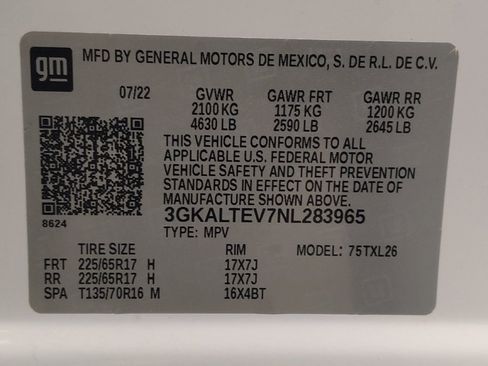 gm
MFD BY GENERAL MOTORS DE MEXICO, S. DE R.L. DE C.V.
07/22 GVWR GAWR FRT GAWR RR
2100 KG 1175 KG 1200 KG
4630 LB 2590 LB 2645 LB
THIS VEHICLE CONFORMS TO ALL
APPLICABLE U.S. FEDERAL MOTOR
VEHICLE SAFETY AND THEFT PREVENTION
STANDARDS IN EFFECT ON THE DATE OF
MANUFACTURE SHOWN ABOVE.
3GKALTEV7NL283965
8624 TYPE: MPV
TIRE SIZE RIM MODEL: 75TXL26
FRT 225/65R17 H 17X7J
RR 225/65R17 H 17X7J
SPA T135/70R16 M 16X4BT